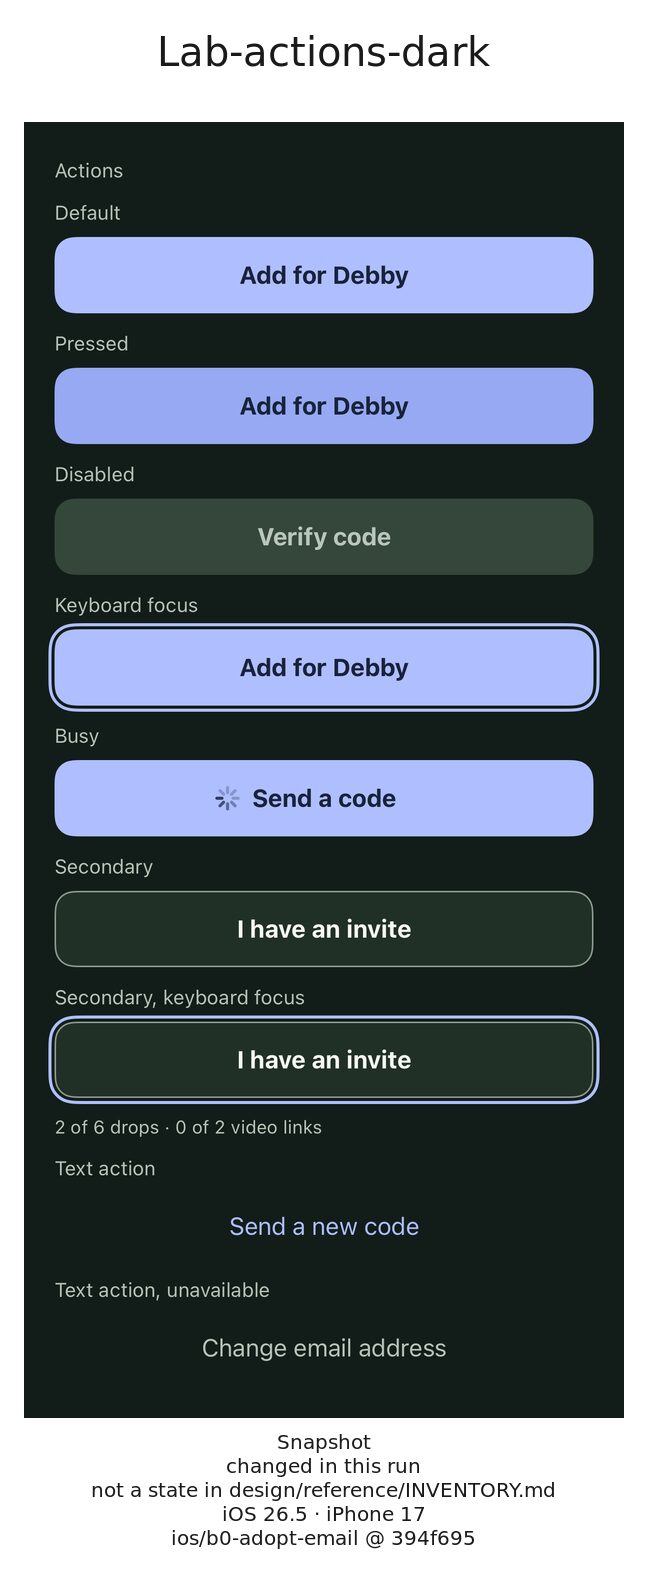 Lab-actions-dark
Actions
Default
Add for Debby
Pressed
Add for Debby
Disabled
Verify code
Keyboard focus
Add for Debby
Busy
Send a code
Secondary
I have an invite
Secondary, keyboard focus
I have an invite
2 of 6 drops · 0 of 2 video links
Text action
Send a new code
Text action, unavailable
Change email address
Snapshot
changed in this run
not a state in design/reference/INVENTORY.md
iOS 26.5 · iPhone 17
ios/b0-adopt-email @ 394f695